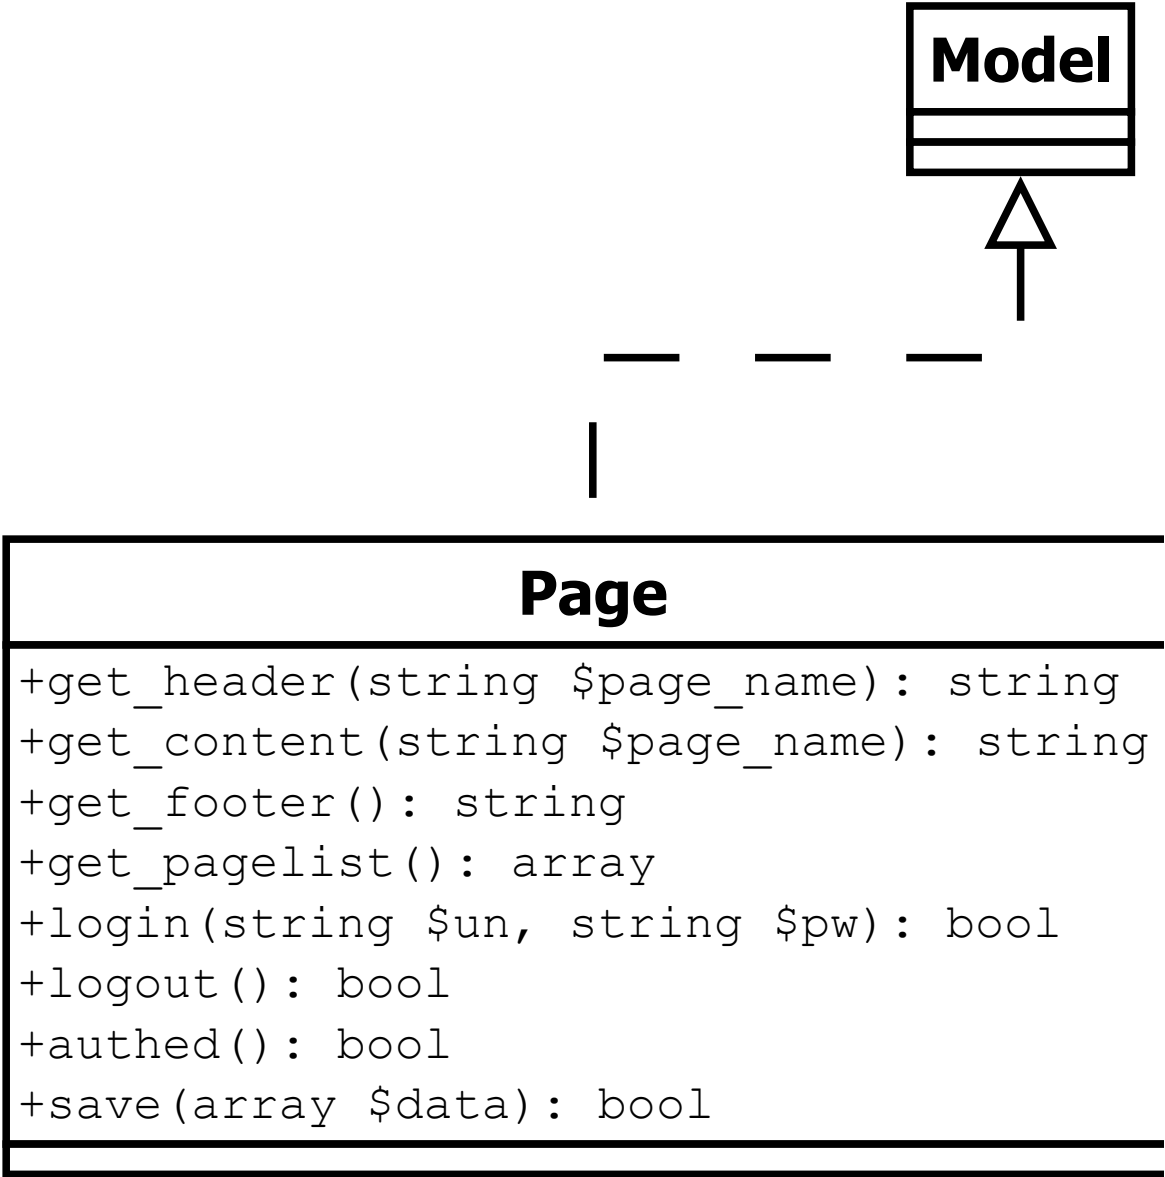 Model
Page
+get_header(string $page_name): string
+get_content(string $page_name): string
+get_footer(): string
+get_pagelist(): array
+login(string $un, string $pw): bool
+logout(): bool
+authed(): bool
+save(array $data): bool